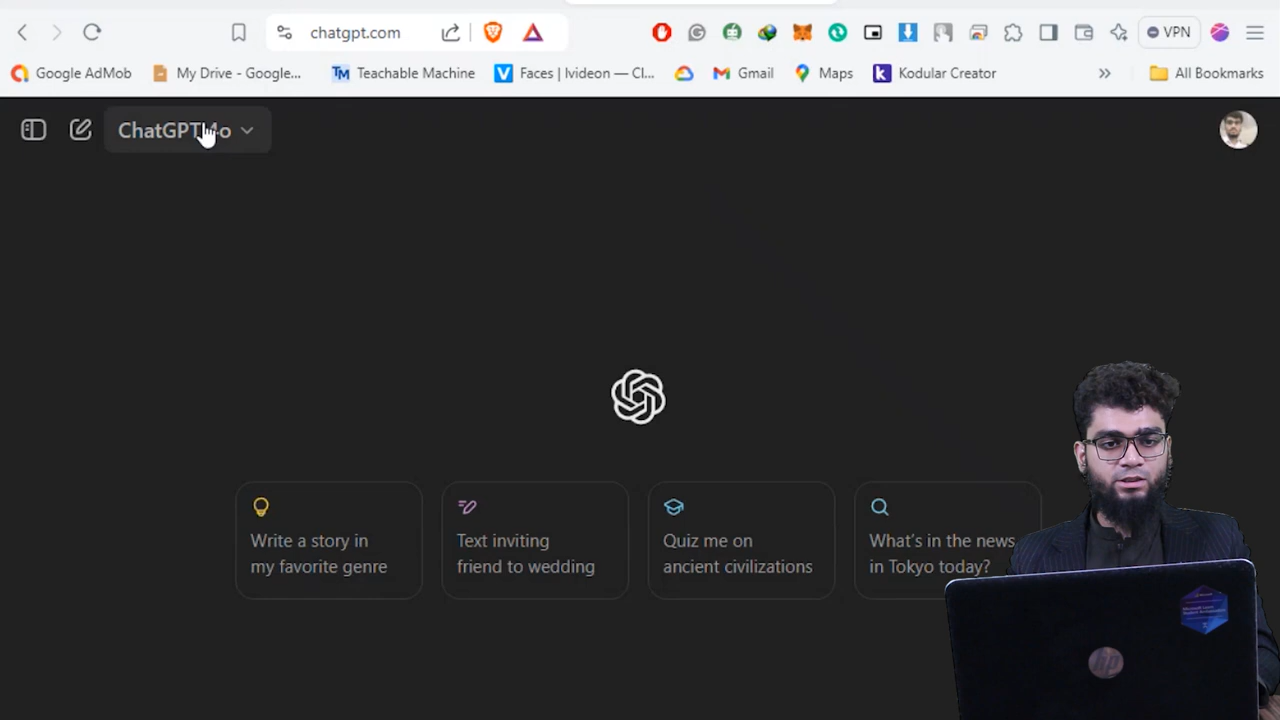 chatgpt.com
VPN
Google AdMob
My Drive - Google...
TM Teachable Machine
V Faces | Ivideon — Cl...
Gmail
Maps
k Kodular Creator
»
All Bookmarks
ChatGPT 4o
Write a story in
my favorite genre
Text inviting
friend to wedding
Quiz me on
ancient civilizations
What's in the news
in Tokyo today?
hp